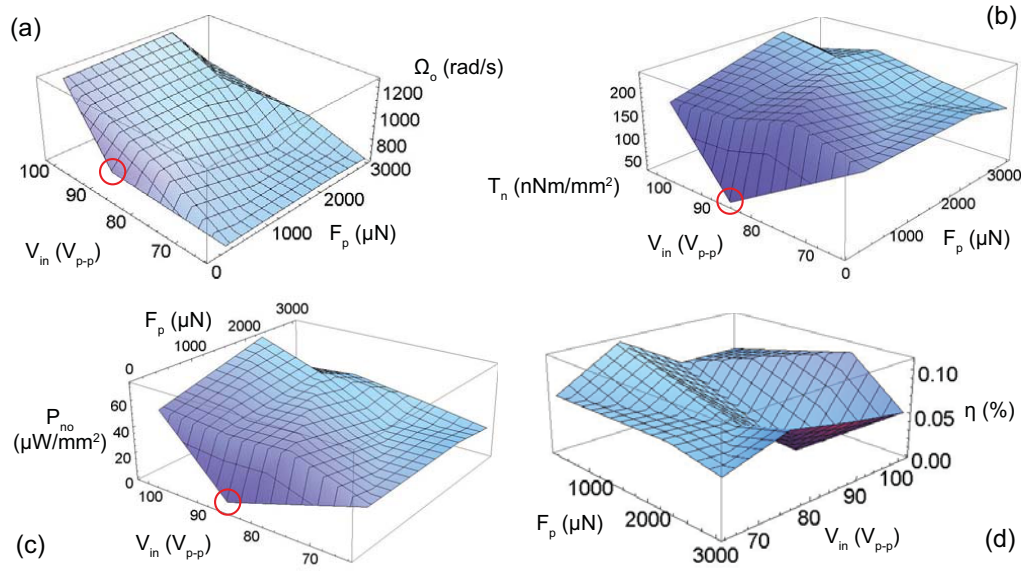 (a)
Ω_o (rad/s)
1200
1000
800
3000
2000
1000
0
F_p (µN)
100
90
80
70
V_in (V_p-p)
(b)
200
150
100
50
T_n (nNm/mm²)
100
90
80
70
V_in (V_p-p)
0
1000
2000
3000
F_p (µN)
F_p (µN)
3000
2000
1000
0
P_no
(µW/mm²)
60
40
20
0
100
90
80
70
V_in (V_p-p)
(c)
0.10
0.05
0.00
η (%)
1000
2000
3000
F_p (µN)
100
90
80
70
V_in (V_p-p)
(d)